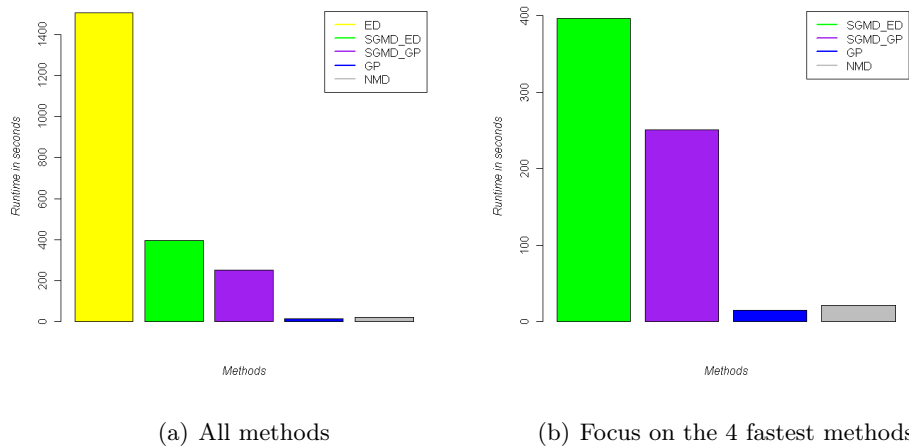 ED
SGMD_ED
SGMD_GP
GP
NMD
Runtime in seconds
1400
1200
1000
800
600
400
200
0
Methods
(a) All methods
SGMD_ED
SGMD_GP
GP
NMD
Runtime in seconds
400
300
200
100
0
Methods
(b) Focus on the 4 fastest methods